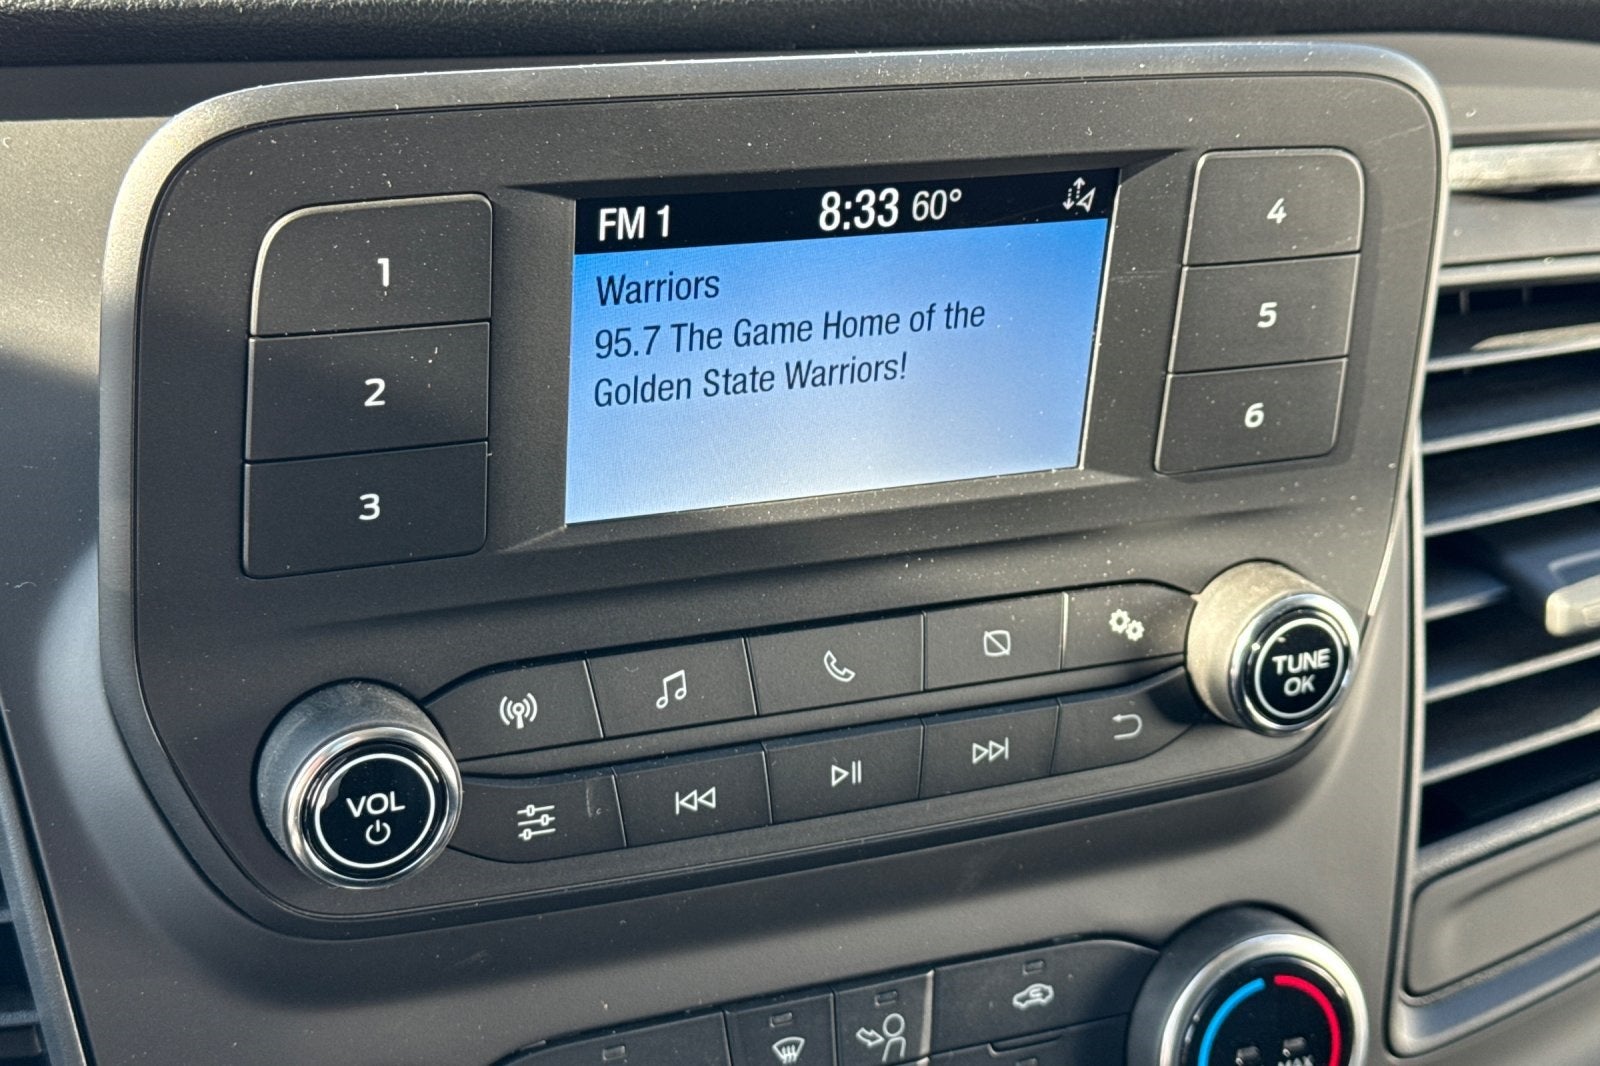 FM 1 8:33 60°
Warriors
95.7 The Game Home of the
Golden State Warriors!
1
2
3
4
5
6
VOL
TUNE
OK
MAX